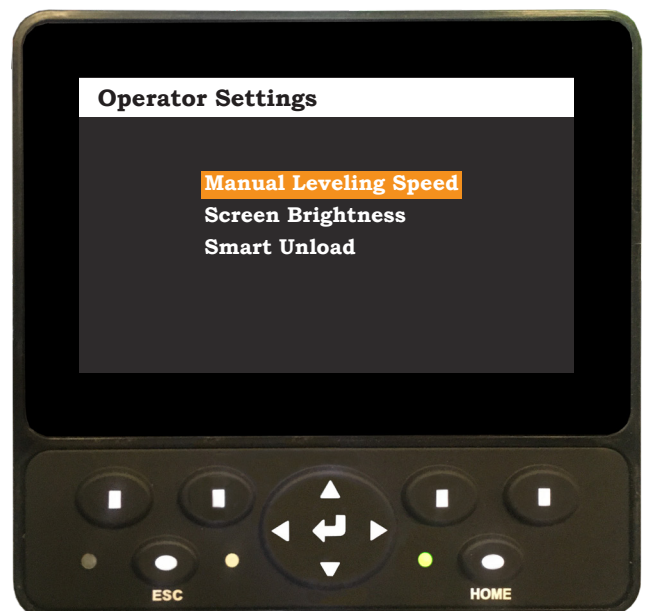 Operator Settings
Manual Leveling Speed
Screen Brightness
Smart Unload
ESC
HOME